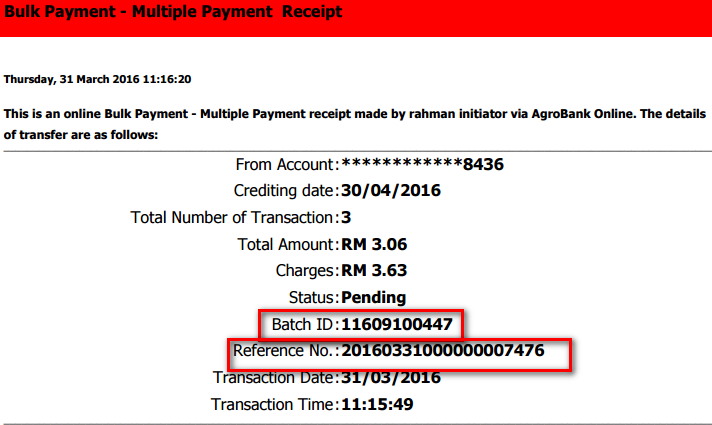 Bulk Payment - Multiple Payment  Receipt
Thursday, 31 March 2016 11:16:20
This is an online Bulk Payment - Multiple Payment receipt made by rahman initiator via AgroBank Online. The details
of transfer are as follows:
From Account:************8436
Crediting date:30/04/2016
Total Number of Transaction:3
Total Amount:RM 3.06
Charges:RM 3.63
Status:Pending
Batch ID:11609100447
Reference No.:20160331000000007476
Transaction Date:31/03/2016
Transaction Time:11:15:49